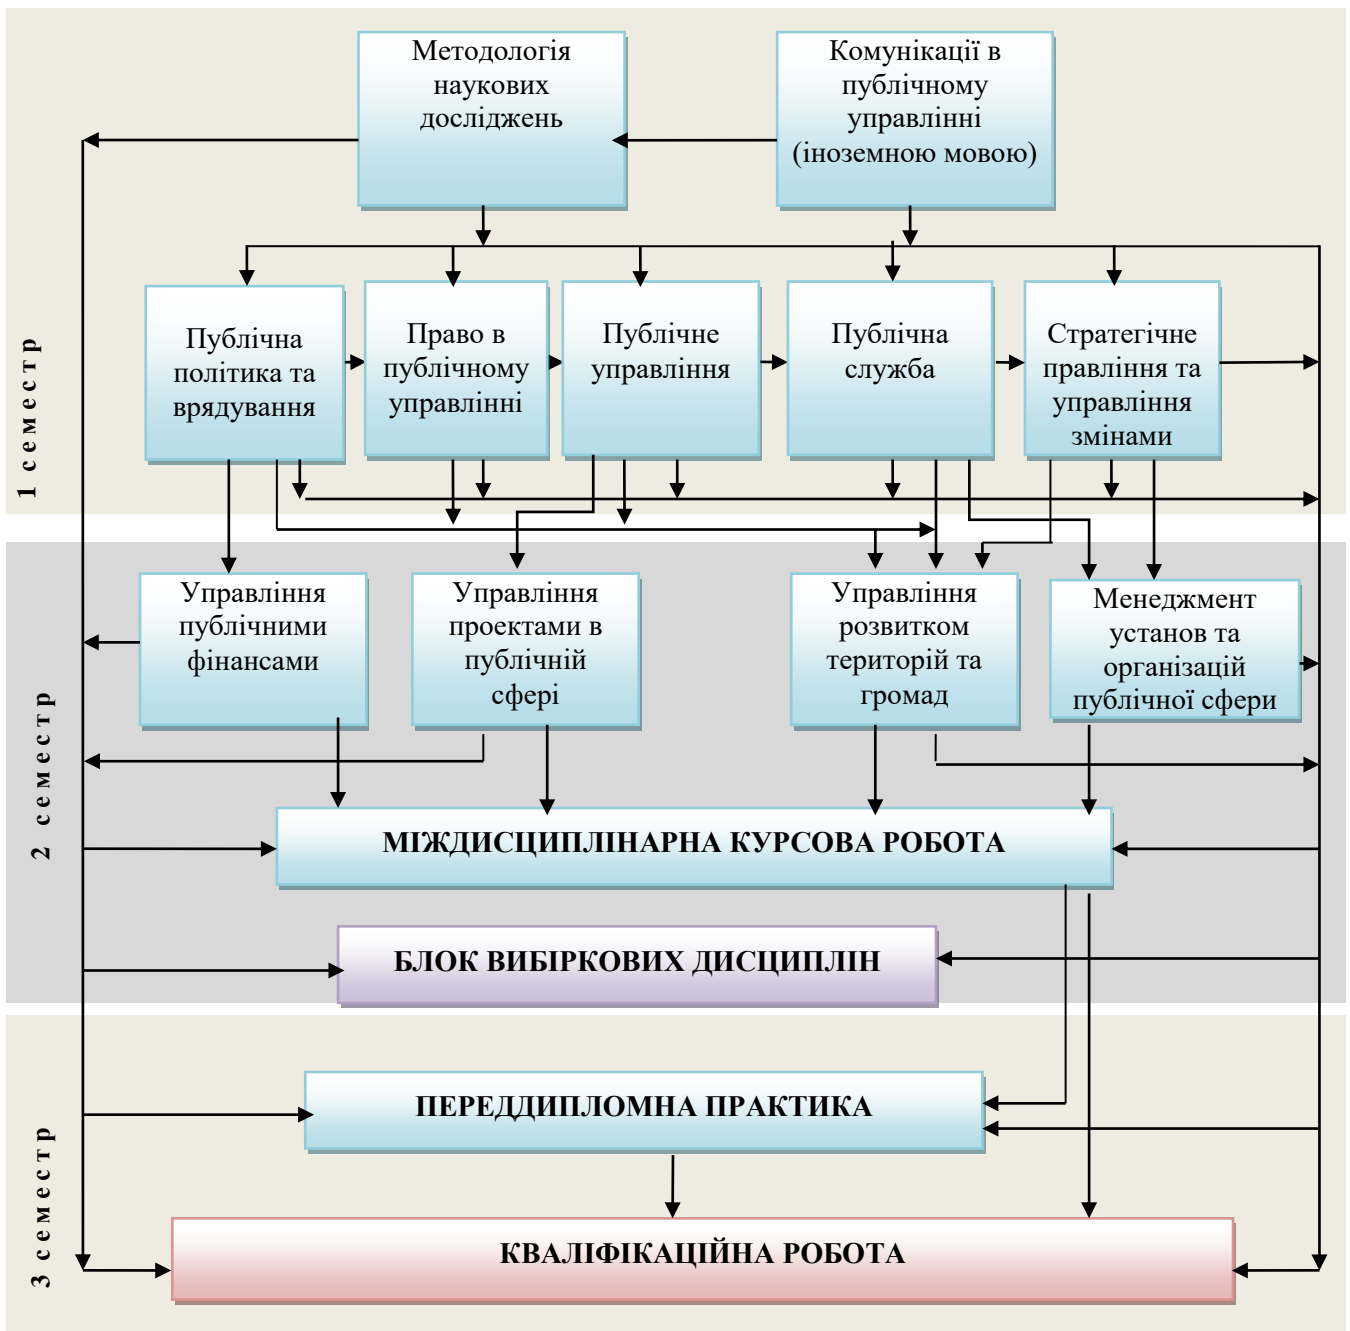 Методологія
наукових
досліджень
Комунікації в
публічному
управлінні
(іноземною мовою)
1 семестр
Публічна
політика та
врядування
Право в
публічному
управлінні
Публічне
управління
Публічна
служба
Стратегічне
правління та
управління
змінами
2 семестр
Управління
публічними
фінансами
Управління
проектами в
публічній
сфері
Управління
розвитком
територій та
громад
Менеджмент
установ та
організацій
публічної сфери
МІЖДИСЦИПЛІНАРНА КУРСОВА РОБОТА
БЛОК ВИБІРКОВИХ ДИСЦИПЛІН
3 семестр
ПЕРЕДДИПЛОМНА ПРАКТИКА
КВАЛІФІКАЦІЙНА РОБОТА